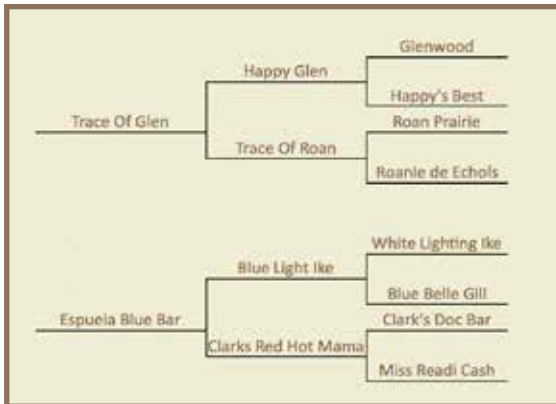 Glenwood
Happy Glen
Happy's Best
Trace Of Glen
Roan Prairie
Trace Of Roan
Roanie de Echols
White Lighting Ike
Blue Light Ike
Blue Belle Gill
Espuela Blue Bar
Clark's Doc Bar
Clarks Red Hot Mama
Miss Readi Cash